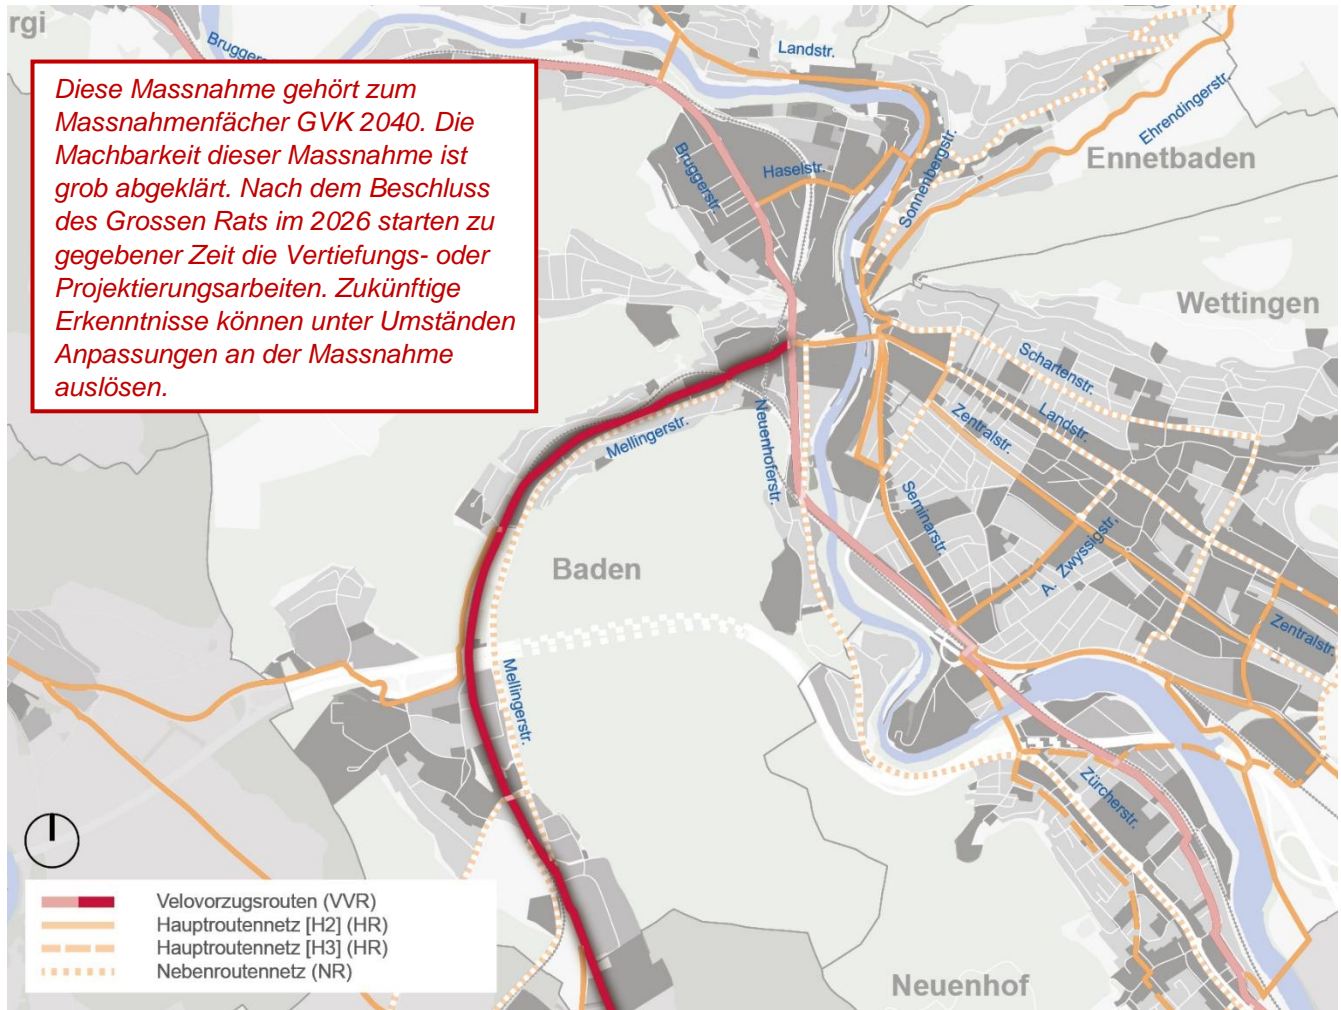 rgi
Bruggers
Landstr.
Diese Massnahme gehört zum
Massnahmenfächer GVK 2040. Die
Machbarkeit dieser Massnahme ist
grob abgeklärt. Nach dem Beschluss
des Grossen Rats im 2026 starten zu
gegebener Zeit die Vertiefungs- oder
Projektierungsarbeiten. Zukünftige
Erkenntnisse können unter Umständen
Anpassungen an der Massnahme
auslösen.
Ehrendingerstr.
Ennetbaden
Bruggerstr.
Haselstr.
Sonnenbergstr.
Wettingen
Schartenstr.
Landstr.
Zentralstr.
Mellingerstr.
Neuenhoferstr.
Seminarstr.
A. Zwyssigstr,
Baden
Zentralstr.
Mellingerstr.
Zürcherstr.
Neuenhof
Velovorzugsrouten (VVR)
Hauptroutennetz [H2] (HR)
Hauptroutennetz [H3] (HR)
Nebenroutennetz (NR)